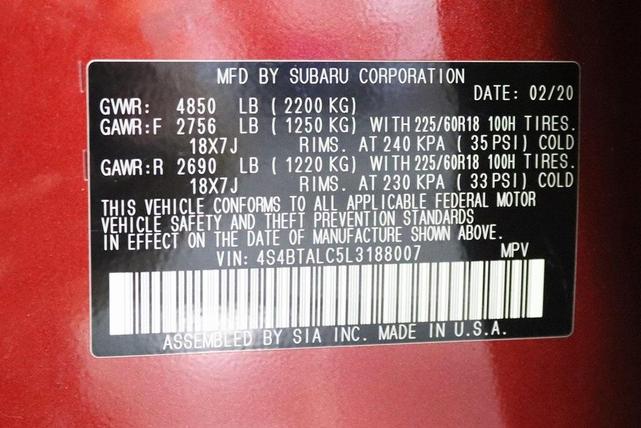 MFD BY SUBARU CORPORATION
DATE: 02/20
GVWR: 4850 LB ( 2200 KG)
GAWR:F 2756 LB ( 1250 KG) WITH 225/60R18 100H TIRES.
18X7J RIMS. AT 240 KPA ( 35 PSI) COLD
GAWR:R 2690 LB ( 1220 KG) WITH 225/60R18 100H TIRES.
18X7J RIMS. AT 230 KPA ( 33 PSI) COLD
THIS VEHICLE CONFORMS TO ALL APPLICABLE FEDERAL MOTOR
VEHICLE SAFETY AND THEFT PREVENTION STANDARDS
IN EFFECT ON THE DATE OF MANUFACTURE SHOWN ABOVE.
VIN: 4S4BTALC5L3188007 MPV
ASSEMBLED BY SIA INC. MADE IN U.S.A.